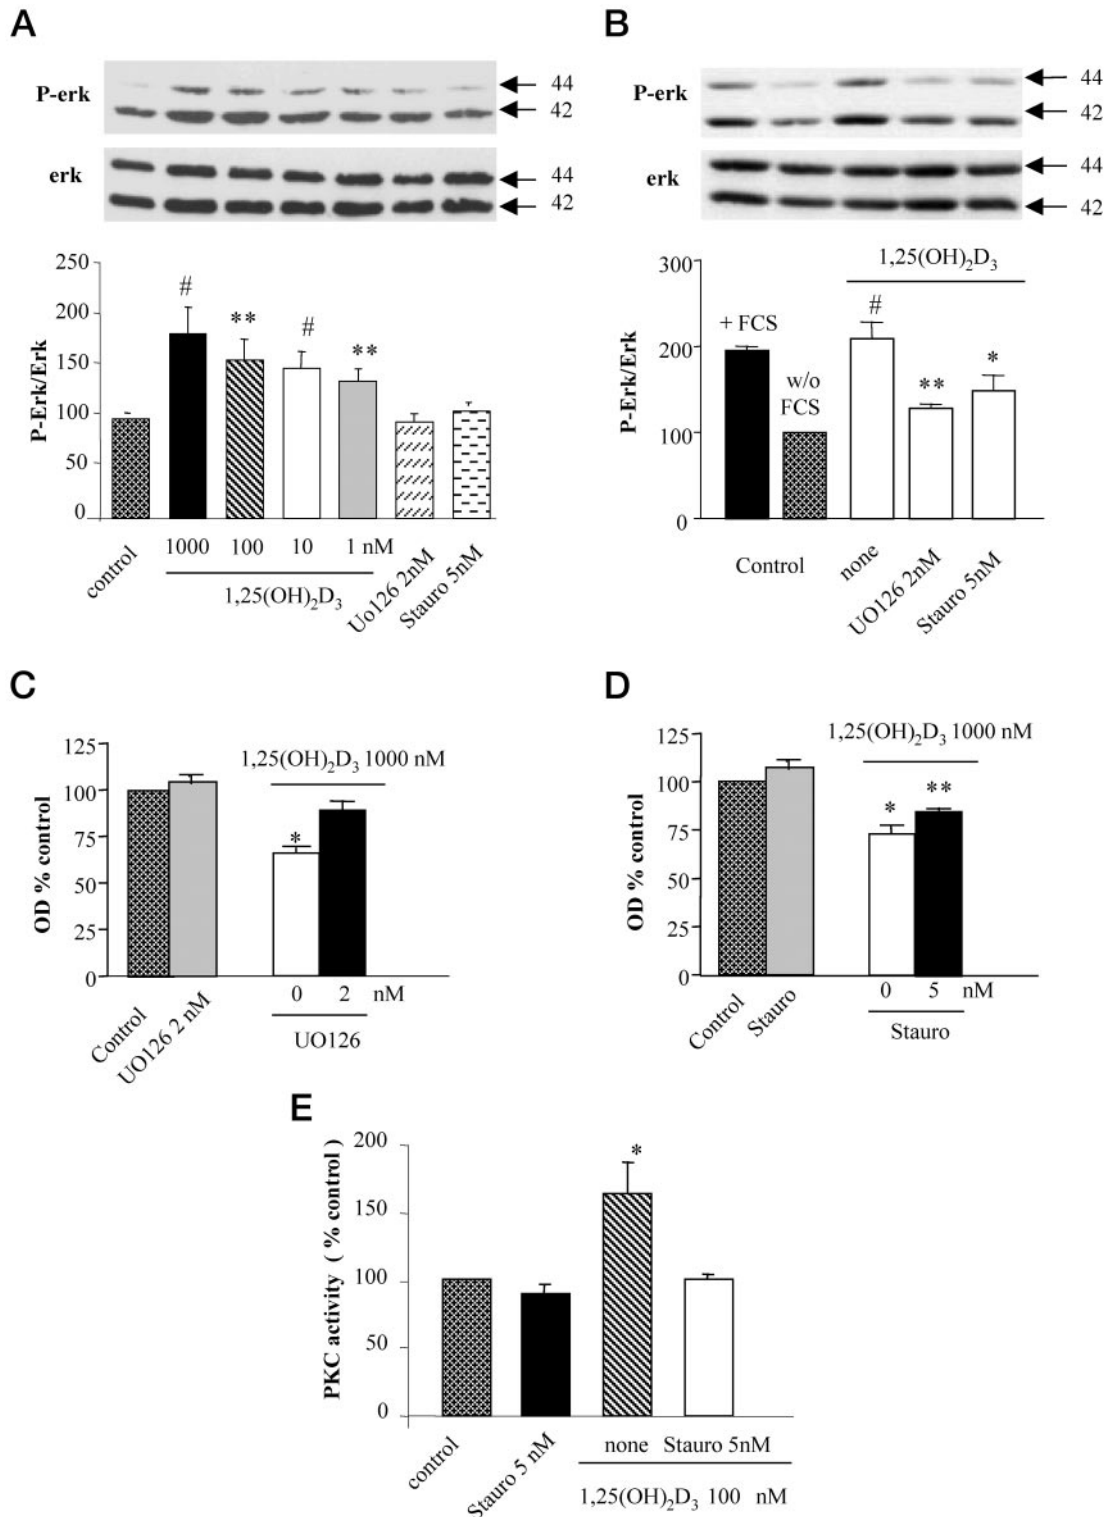 A
P-erk
44
42
erk
44
42
P-Erk/Erk
250
200
150
100
50
0
#
**
#
**
control
1000 100 10 1 nM
1,25(OH)₂D₃
Uo126 2nM
Stauro 5nM
B
P-erk
44
42
erk
44
42
P-Erk/Erk
300
200
100
0
1,25(OH)₂D₃
+ FCS
w/o
FCS
#
**
*
Control
none
UO126 2nM
Stauro 5nM
C
OD % control
125
100
75
50
25
0
1,25(OH)₂D₃ 1000 nM
*
Control
UO126 2 nM
0 2 nM
UO126
D
OD % control
125
100
75
50
25
0
1,25(OH)₂D₃ 1000 nM
*
**
Control
Stauro
0 5 nM
Stauro
E
PKC activity ( % control )
200
150
100
50
0
*
control
Stauro 5 nM
none Stauro 5nM
1,25(OH)₂D₃ 100 nM